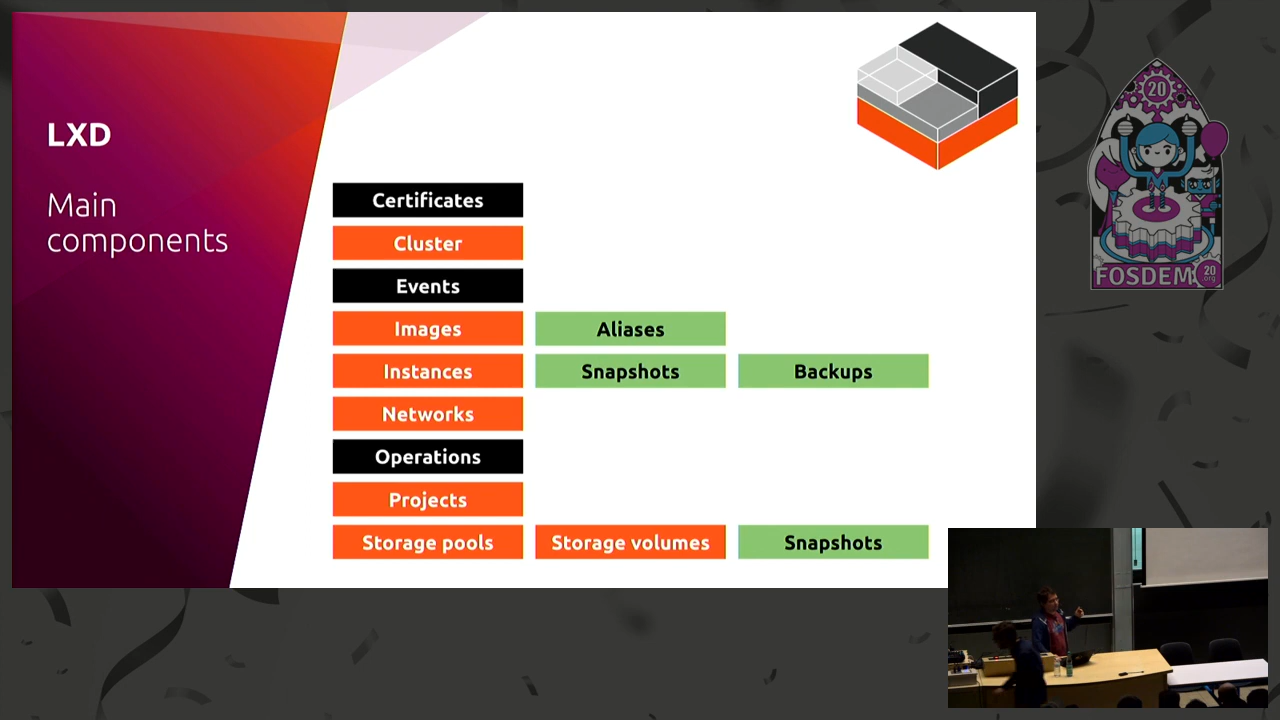 LXD
Main
components
Certificates
Cluster
Events
Images
Aliases
Instances
Snapshots
Backups
Networks
Operations
Projects
Storage pools
Storage volumes
Snapshots
20
FOSDEM
20
.org